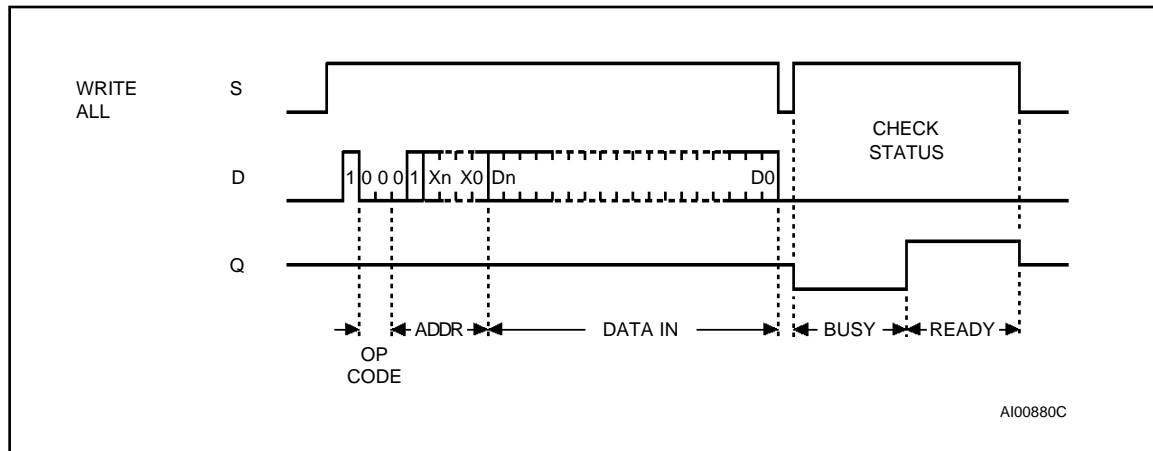 WRITE
ALL
S
CHECK
STATUS
D
1 0 0 0 1 Xn X0 Dn D0
Q
ADDR DATA IN BUSY READY
OP
CODE
AI00880C